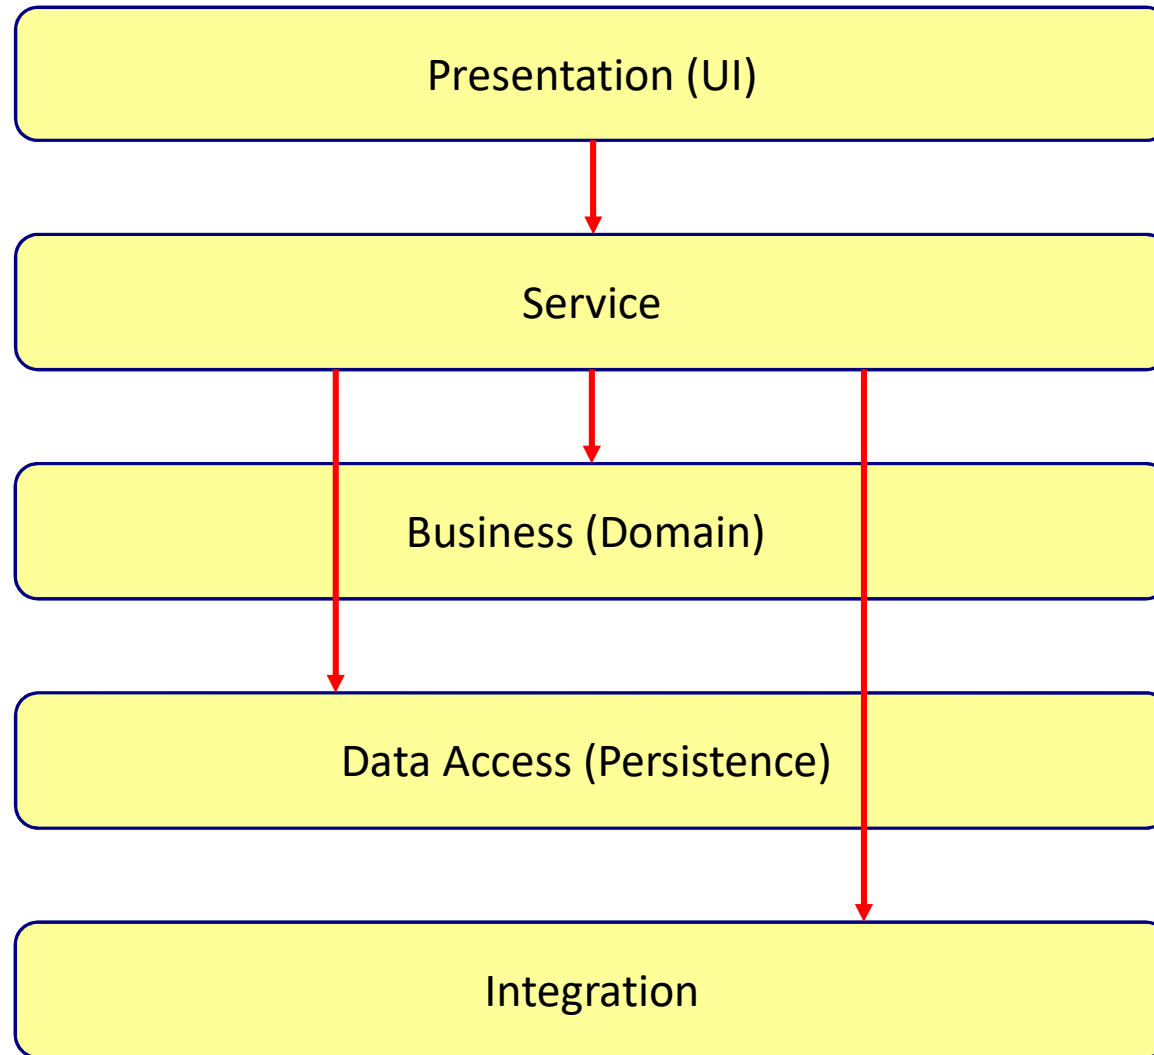 Presentation (UI)
Service
Business (Domain)
Data Access (Persistence)
Integration